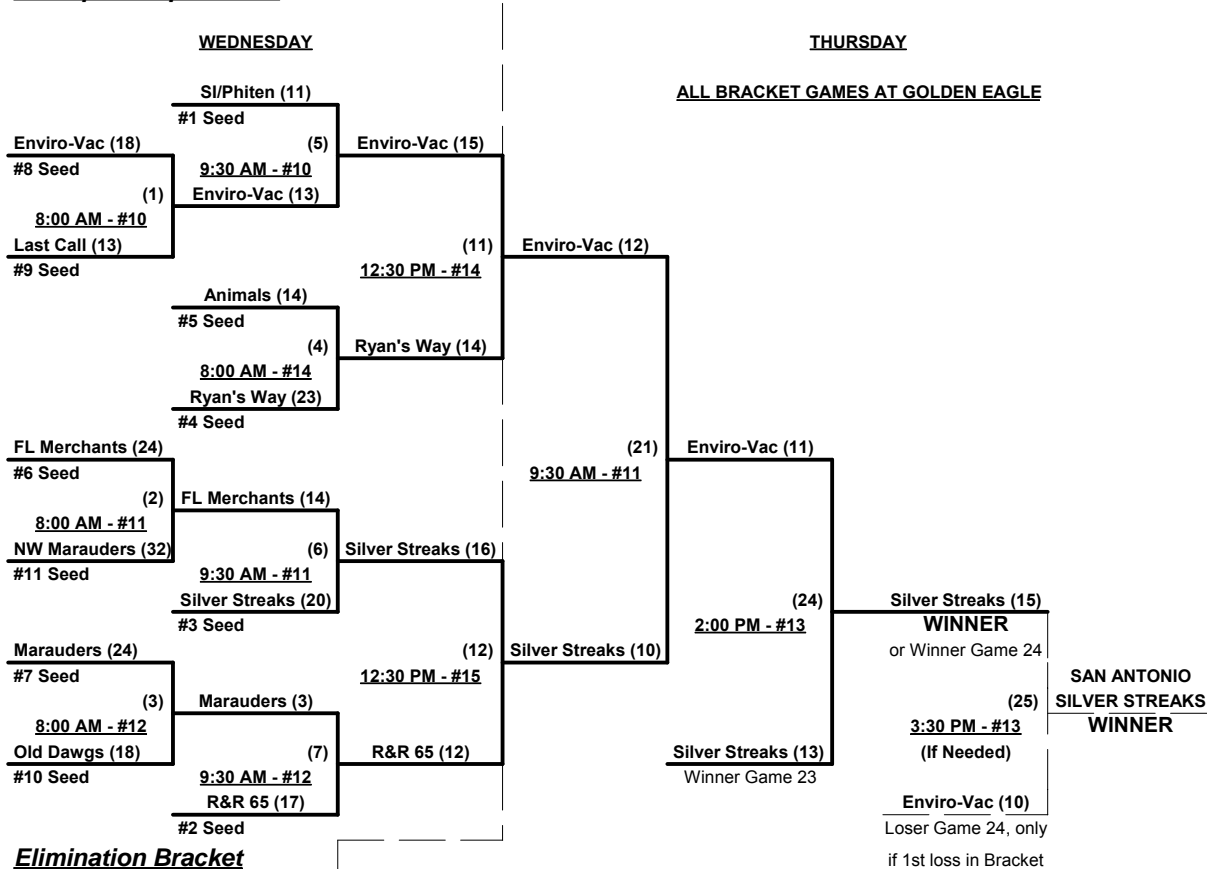 WEDNESDAY
THURSDAY
SI/Phiten (11)
ALL BRACKET GAMES AT GOLDEN EAGLE
#1 Seed
Enviro-Vac (18)
(5)
Enviro-Vac (15)
#8 Seed
9:30 AM - #10
(1)
Enviro-Vac (13)
8:00 AM - #10
Last Call (13)
(11)
Enviro-Vac (12)
#9 Seed
12:30 PM - #14
Animals (14)
#5 Seed
(4)
Ryan's Way (14)
8:00 AM - #14
Ryan's Way (23)
#4 Seed
FL Merchants (24)
(21)
Enviro-Vac (11)
#6 Seed
9:30 AM - #11
(2)
FL Merchants (14)
8:00 AM - #11
NW Marauders (32)
(6)
Silver Streaks (16)
#11 Seed
9:30 AM - #11
Silver Streaks (20)
(24)
Silver Streaks (15)
#3 Seed
2:00 PM - #13
WINNER
Marauders (24)
(12)
Silver Streaks (10)
or Winner Game 24
#7 Seed
12:30 PM - #15
SAN ANTONIO
(3)
Marauders (3)
(25)
SILVER STREAKS
8:00 AM - #12
3:30 PM - #13
WINNER
Old Dawgs (18)
(7)
R&R 65 (12)
Silver Streaks (13)
(If Needed)
#10 Seed
9:30 AM - #12
Winner Game 23
R&R 65 (17)
Enviro-Vac (10)
#2 Seed
Loser Game 24, only
Elimination Bracket
if 1st loss in Bracket